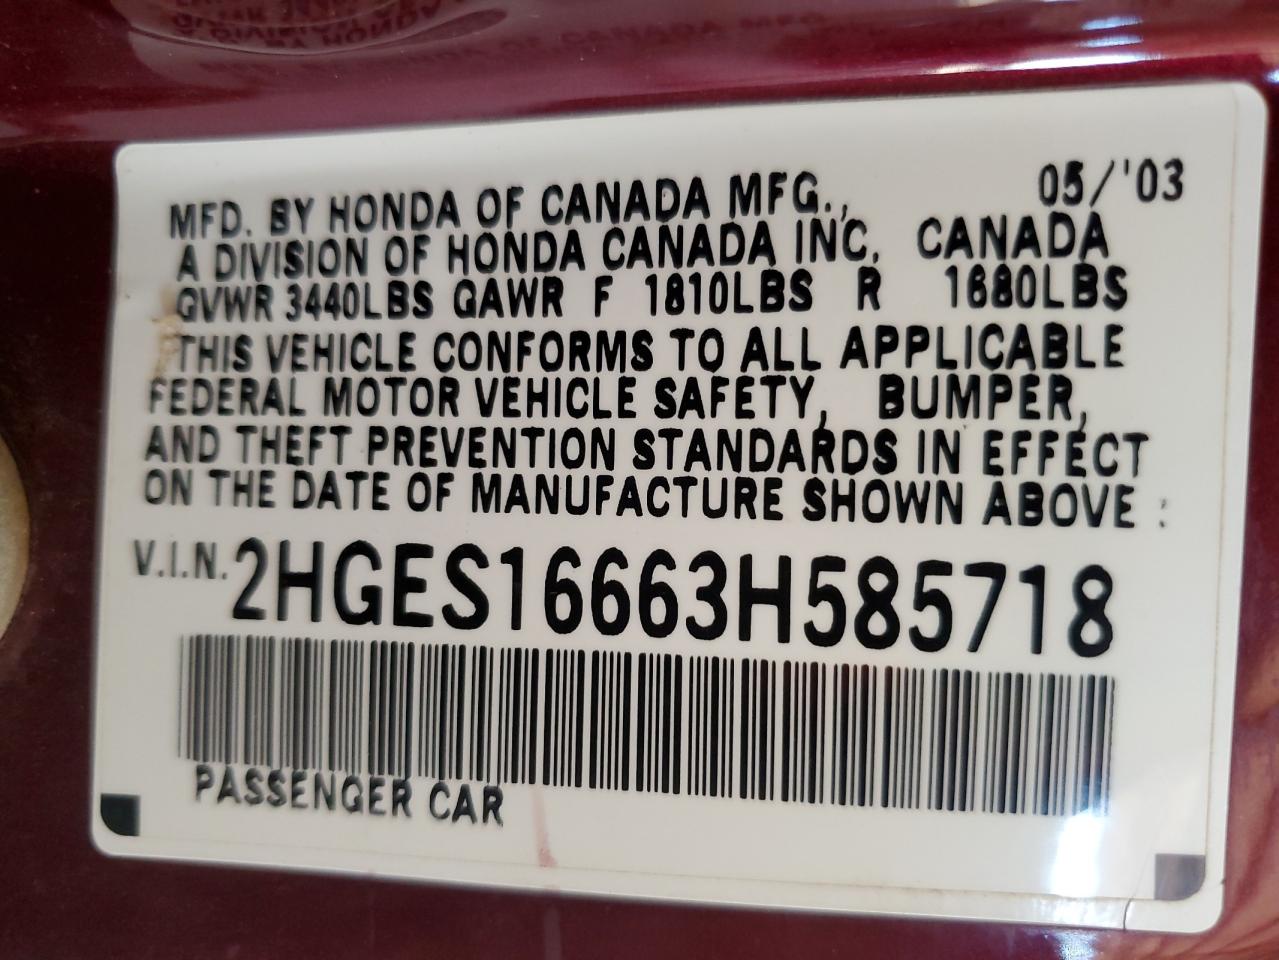 MFD. BY HONDA OF CANADA MFG., 05/'03
A DIVISION OF HONDA CANADA INC. CANADA
GVWR 3440LBS GAWR F 1810LBS R 1680LBS
THIS VEHICLE CONFORMS TO ALL APPLICABLE
FEDERAL MOTOR VEHICLE SAFETY, BUMPER,
AND THEFT PREVENTION STANDARDS IN EFFECT
ON THE DATE OF MANUFACTURE SHOWN ABOVE :
V.I.N. 2HGES16663H585718
PASSENGER CAR